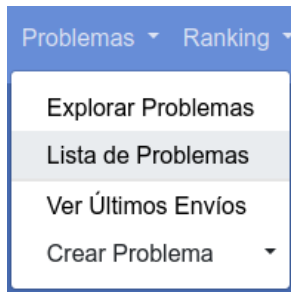 Problemas Ranking
Explorar Problemas
Lista de Problemas
Ver Últimos Envíos
Crear Problema